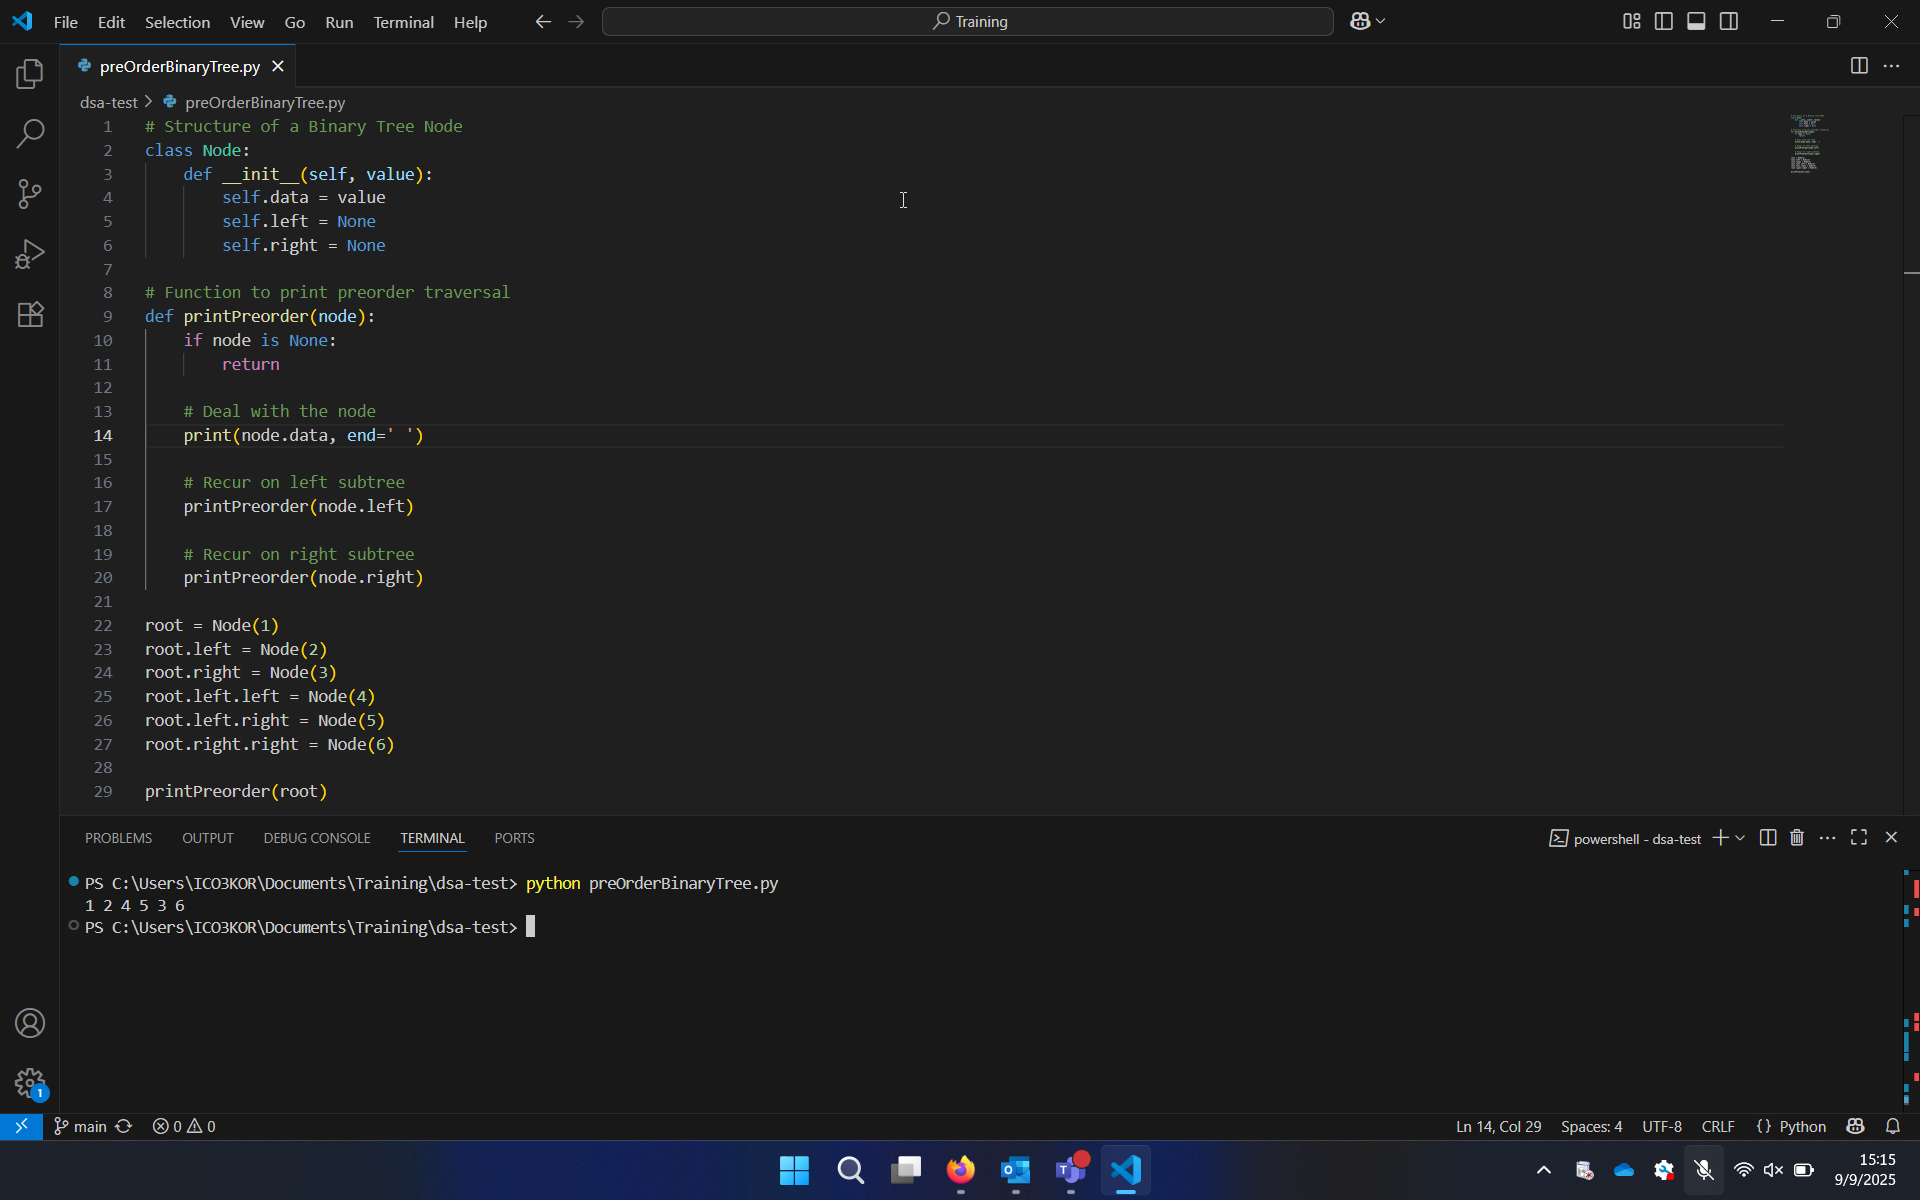 File Edit Selection View Go Run Terminal Help
Training
preOrderBinaryTree.py
dsa-test > preOrderBinaryTree.py
1 # Structure of a Binary Tree Node
2 class Node:
3     def __init__(self, value):
4         self.data = value
5         self.left = None
6         self.right = None
7
8 # Function to print preorder traversal
9 def printPreorder(node):
10     if node is None:
11         return
12
13     # Deal with the node
14     print(node.data, end=' ')
15
16     # Recur on left subtree
17     printPreorder(node.left)
18
19     # Recur on right subtree
20     printPreorder(node.right)
21
22 root = Node(1)
23 root.left = Node(2)
24 root.right = Node(3)
25 root.left.left = Node(4)
26 root.left.right = Node(5)
27 root.right.right = Node(6)
28
29 printPreorder(root)
PROBLEMS OUTPUT DEBUG CONSOLE TERMINAL PORTS
powershell - dsa-test
PS C:\Users\ICO3KOR\Documents\Training\dsa-test> python preOrderBinaryTree.py
1 2 4 5 3 6
PS C:\Users\ICO3KOR\Documents\Training\dsa-test>
1
main 0 0
Ln 14, Col 29 Spaces: 4 UTF-8 CRLF {} Python
15:15
9/9/2025